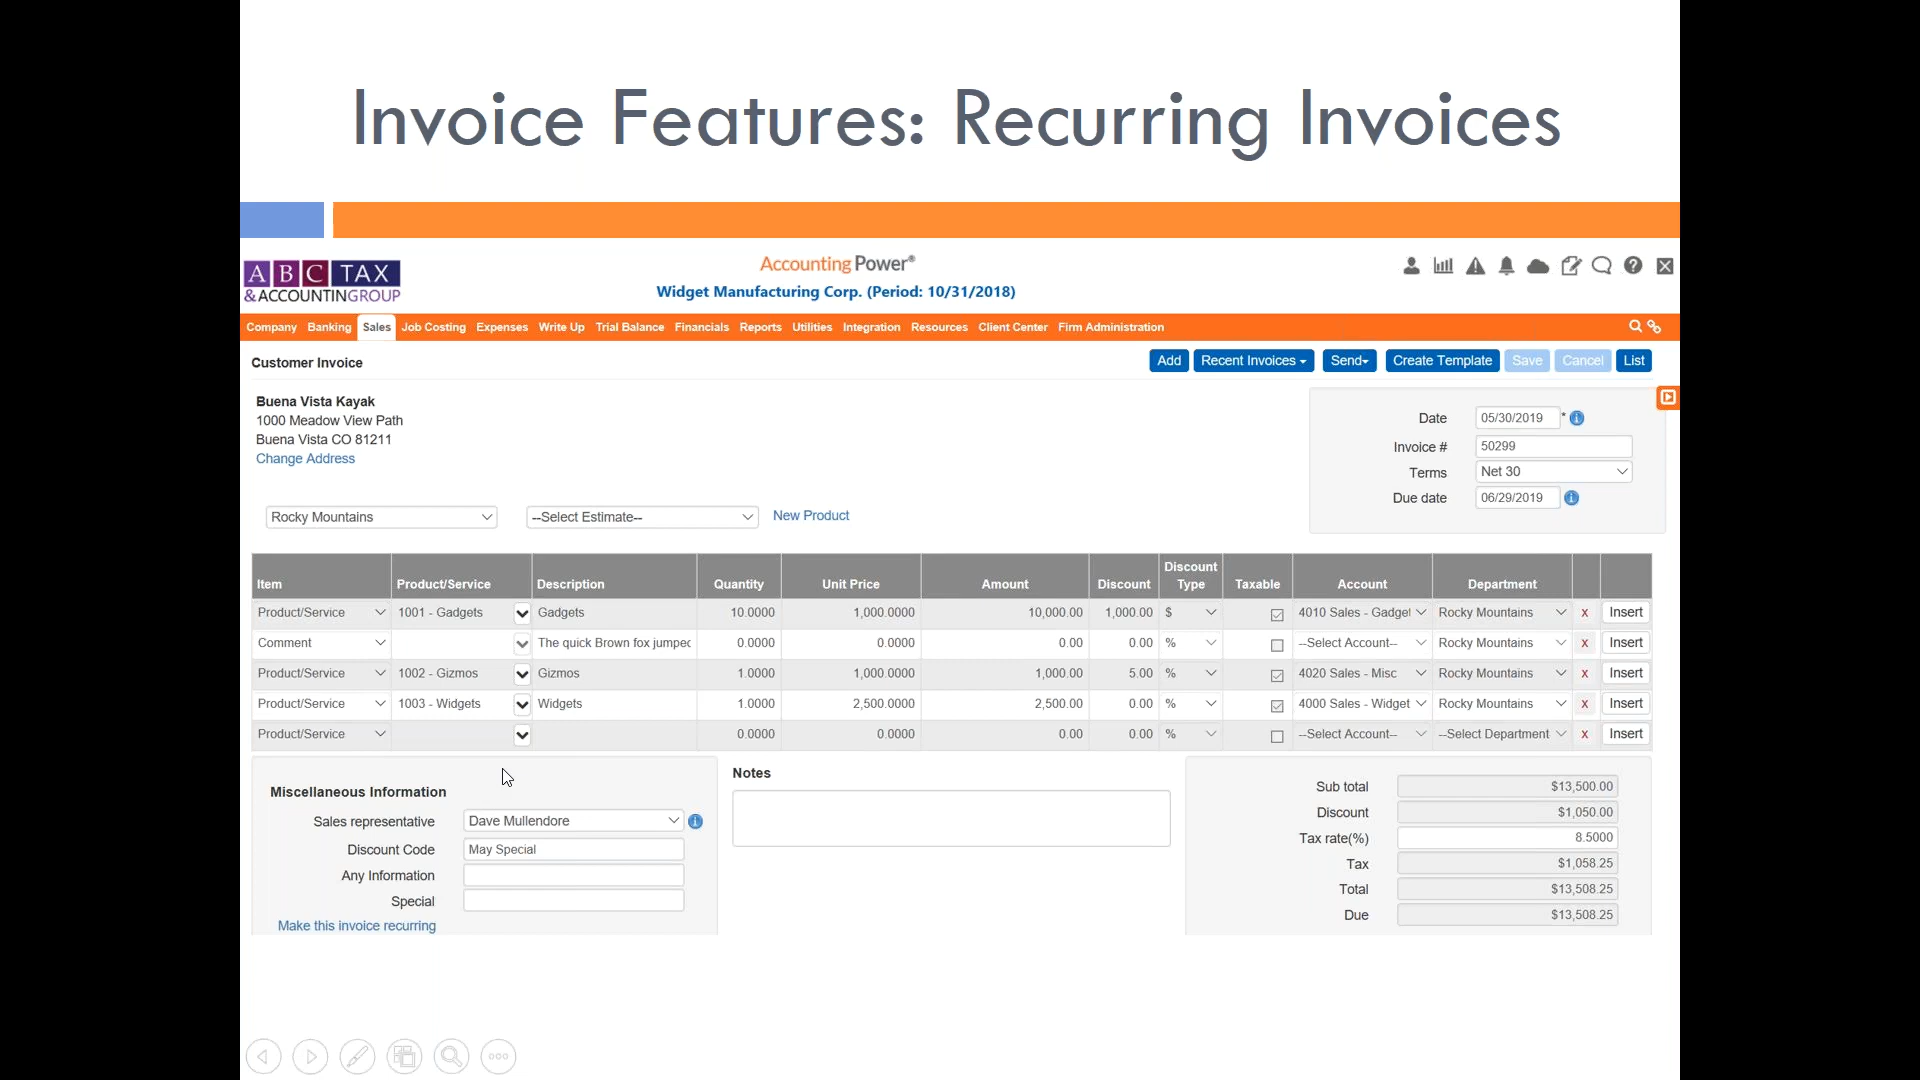 Invoice Features: Recurring Invoices
ABC TAX
&ACCOUNTINGGROUP
Accounting Power®
Widget Manufacturing Corp. (Period: 10/31/2018)
Company Banking Sales Job Costing Expenses Write Up Trial Balance Financials Reports Utilities Integration Resources Client Center Firm Administration
Customer Invoice
Add Recent Invoices Send Create Template Save Cancel List
Buena Vista Kayak
1000 Meadow View Path
Buena Vista CO 81211
Change Address
Date 05/30/2019 *
Invoice # 50299
Terms Net 30
Due date 06/29/2019
Rocky Mountains --Select Estimate-- New Product
Item Product/Service Description Quantity Unit Price Amount Discount Discount Type Taxable Account Department
Product/Service 1001 - Gadgets Gadgets 10.0000 1,000.0000 10,000.00 1,000.00 $ 4010 Sales - Gadget Rocky Mountains x Insert
Comment The quick Brown fox jumped 0.0000 0.0000 0.00 0.00 % --Select Account-- Rocky Mountains x Insert
Product/Service 1002 - Gizmos Gizmos 1.0000 1,000.0000 1,000.00 5.00 % 4020 Sales - Misc Rocky Mountains x Insert
Product/Service 1003 - Widgets Widgets 1.0000 2,500.0000 2,500.00 0.00 % 4000 Sales - Widget Rocky Mountains x Insert
Product/Service 0.0000 0.0000 0.00 0.00 % --Select Account-- --Select Department x Insert
Miscellaneous Information
Sales representative Dave Mullendore
Discount Code May Special
Any Information
Special
Make this invoice recurring
Notes
Sub total $13,500.00
Discount $1,050.00
Tax rate(%) 8.5000
Tax $1,058.25
Total $13,508.25
Due $13,508.25